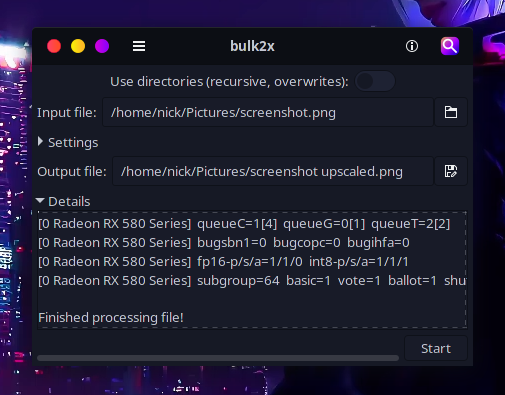 bulk2x
Use directories (recursive, overwrites):
Input file: /home/nick/Pictures/screenshot.png
Settings
Output file: /home/nick/Pictures/screenshot upscaled.png
Details
[0 Radeon RX 580 Series] queueC=1[4] queueG=0[1] queueT=2[2]
[0 Radeon RX 580 Series] bugsbn1=0 bugcopc=0 bugihfa=0
[0 Radeon RX 580 Series] fp16-p/s/a=1/1/0 int8-p/s/a=1/1/1
[0 Radeon RX 580 Series] subgroup=64 basic=1 vote=1 ballot=1 shu
Finished processing file!
Start